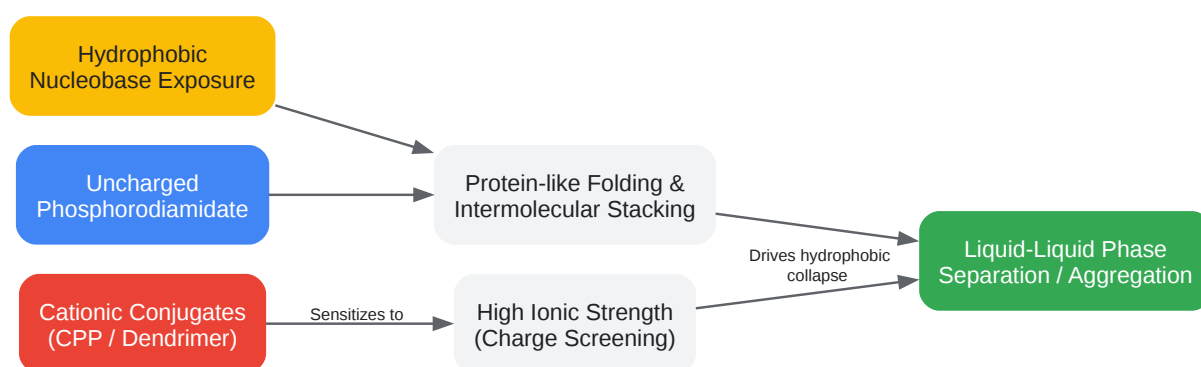 Hydrophobic
Nucleobase Exposure
Uncharged
Phosphorodiamidate
Protein-like Folding &
Intermolecular Stacking
Cationic Conjugates
(CPP / Dendrimer)
Sensitizes to
High Ionic Strength
(Charge Screening)
Drives hydrophobic
collapse
Liquid-Liquid Phase
Separation / Aggregation